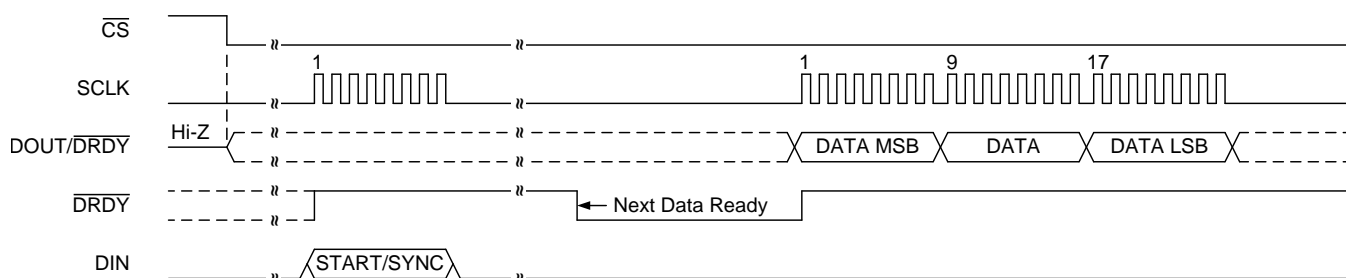 CS
1
1
9
17
SCLK
Hi-Z
DOUT/DRDY
DATA MSB
DATA
DATA LSB
DRDY
Next Data Ready
DIN
START/SYNC